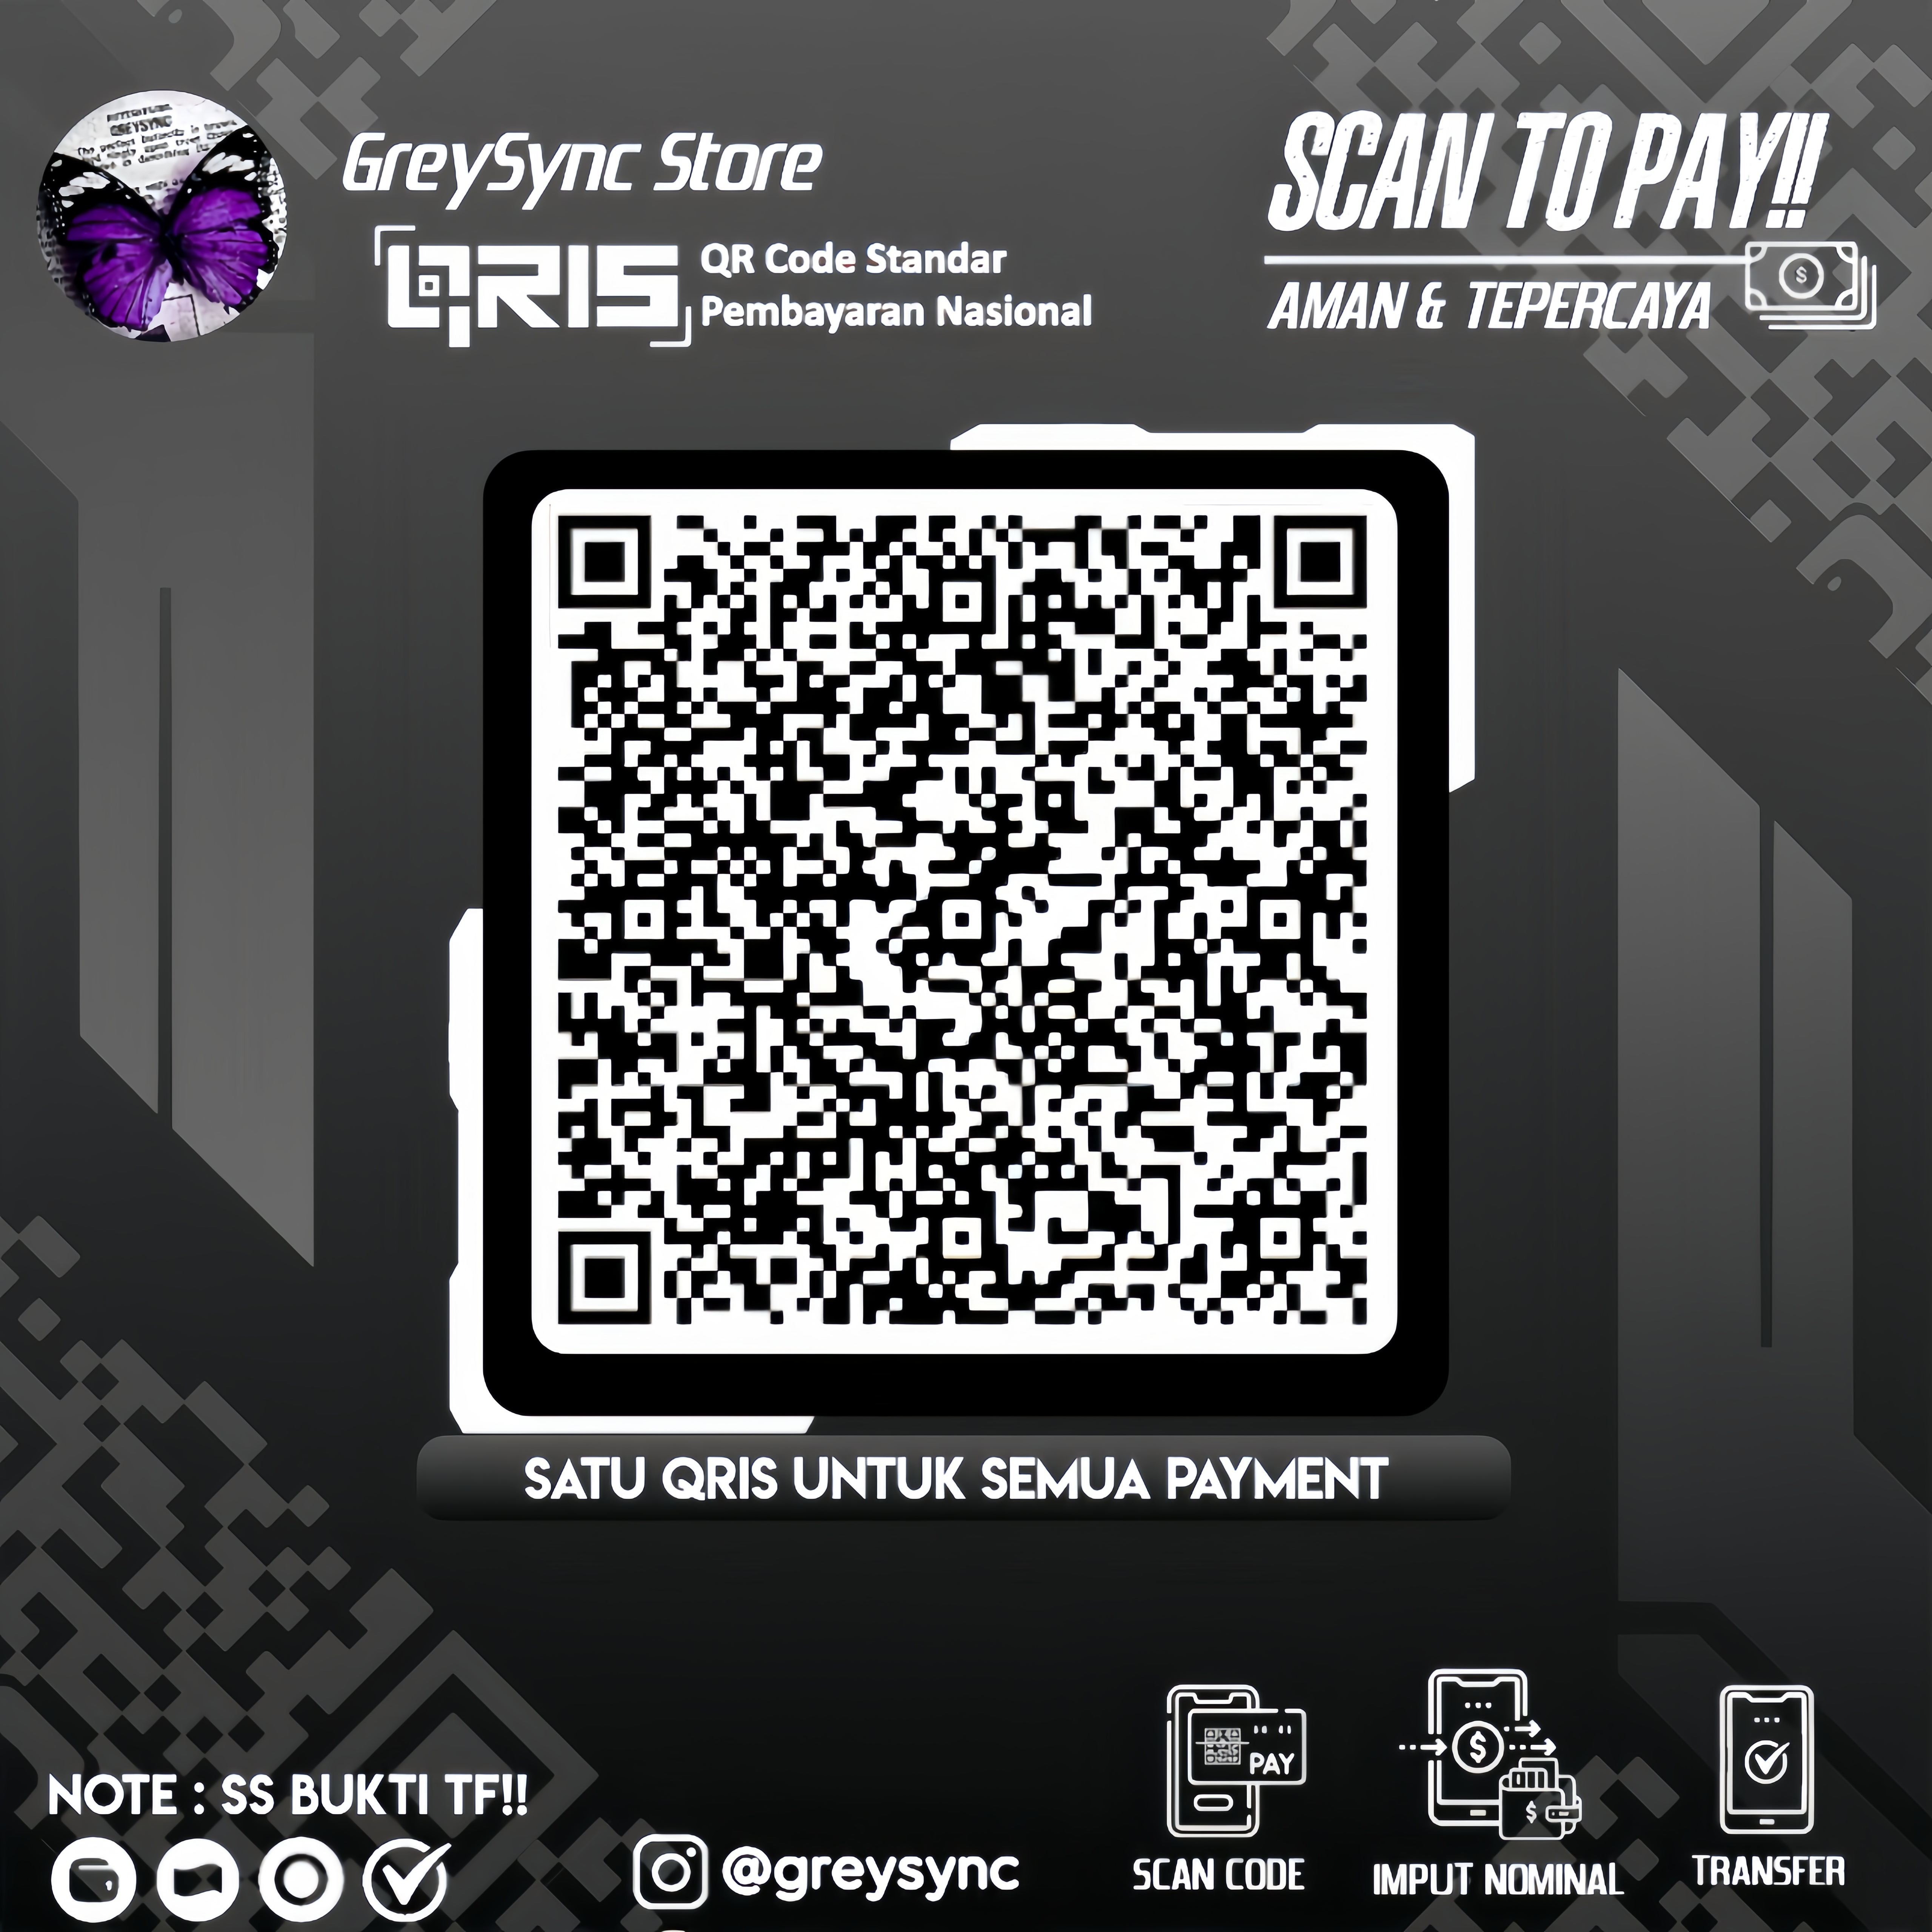 GreySync Store
QRIS
QR Code Standar
Pembayaran Nasional
SCAN TO PAY!!
AMAN & TEPERCAYA
SATU QRIS UNTUK SEMUA PAYMENT
NOTE : SS BUKTI TF!!
@greysync
PAY
SCAN CODE
IMPUT NOMINAL
TRANSFER